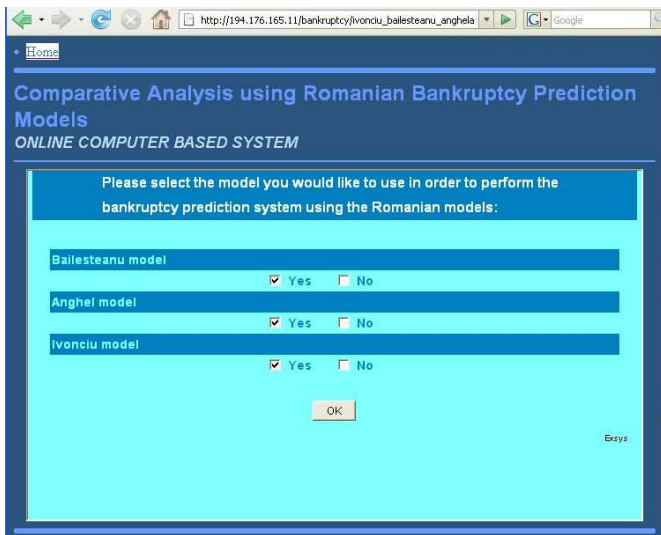 http://194.176.165.11/bankruptcy/ivonciu_bailesteanu_anghela
Google
Home
Comparative Analysis using Romanian Bankruptcy Prediction
Models
ONLINE COMPUTER BASED SYSTEM
Please select the model you would like to use in order to perform the
bankruptcy prediction system using the Romanian models:
Bailesteanu model
Yes No
Anghel model
Yes No
Ivonciu model
Yes No
OK
Exsys